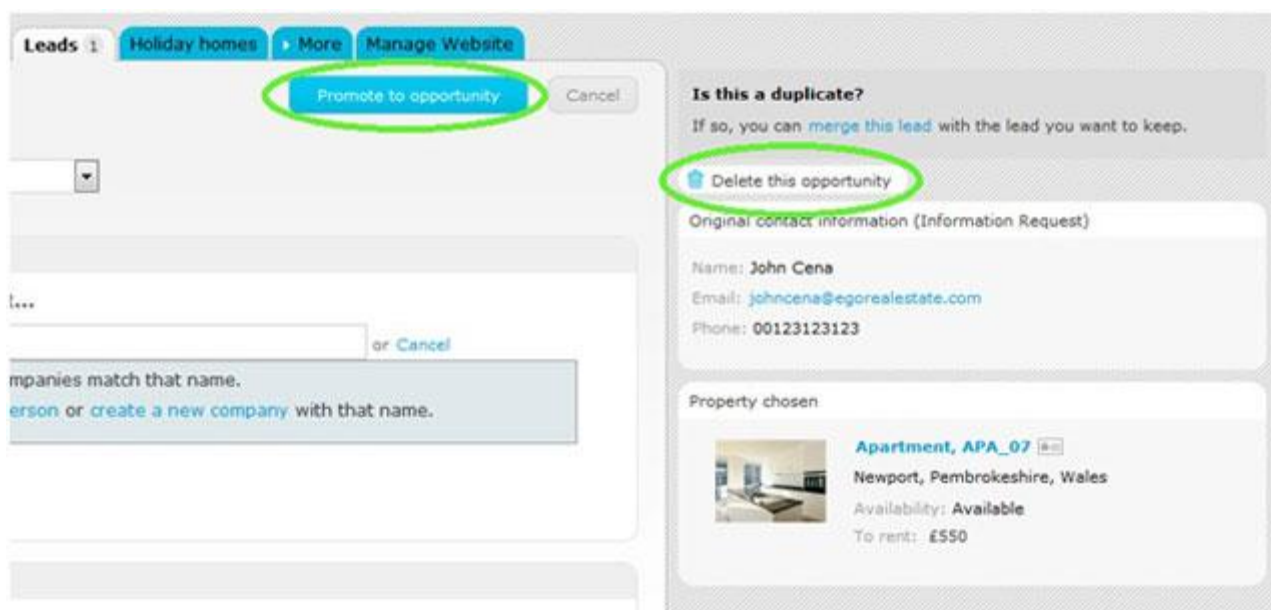 Leads 1 Holiday homes More Manage Website
Promote to opportunity Cancel
Is this a duplicate?
If so, you can merge this lead with the lead you want to keep.
Delete this opportunity
Original contact information (Information Request)
Name: John Cena
Email: johncena@egorealestate.com
Phone: 00123123123
or Cancel
companies match that name.
person or create a new company with that name.
Property chosen
Apartment, APA_07
Newport, Pembrokeshire, Wales
Availability: Available
To rent: £550